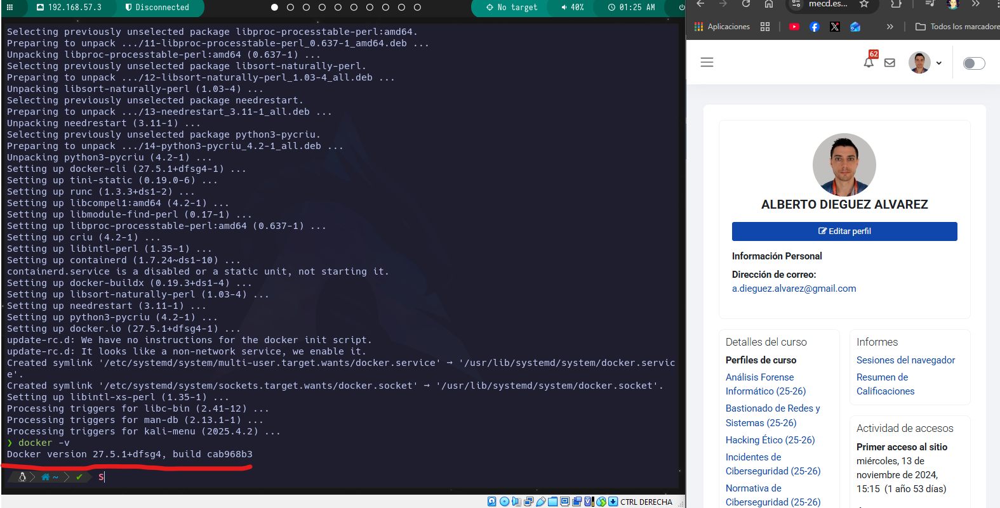 192.168.57.3
Disconnected
No target
40%
01:25 AM
Selecting previously unselected package libproc-processtable-perl:amd64.
Preparing to unpack .../11-libproc-processtable-perl_0.637-1_amd64.deb ...
Unpacking libproc-processtable-perl:amd64 (0.637-1) ...
Selecting previously unselected package libsort-naturally-perl.
Preparing to unpack .../12-libsort-naturally-perl_1.03-4_all.deb ...
Unpacking libsort-naturally-perl (1.03-4) ...
Selecting previously unselected package needrestart.
Preparing to unpack .../13-needrestart_3.11-1_all.deb ...
Unpacking needrestart (3.11-1) ...
Selecting previously unselected package python3-pycriu.
Preparing to unpack .../14-python3-pycriu_4.2-1_all.deb ...
Unpacking python3-pycriu (4.2-1) ...
Setting up docker-cli (27.5.1+dfsg4-1) ...
Setting up tini-static (0.19.0-6) ...
Setting up runc (1.3.3+ds1-2) ...
Setting up libcompel1:amd64 (4.2-1) ...
Setting up libmodule-find-perl (0.17-1) ...
Setting up libproc-processtable-perl:amd64 (0.637-1) ...
Setting up criu (4.2-1) ...
Setting up libintl-perl (1.35-1) ...
Setting up containerd (1.7.24~ds1-10) ...
containerd.service is a disabled or a static unit, not starting it.
Setting up docker-buildx (0.19.3+ds1-4) ...
Setting up libsort-naturally-perl (1.03-4) ...
Setting up needrestart (3.11-1) ...
Setting up python3-pycriu (4.2-1) ...
Setting up docker.io (27.5.1+dfsg4-1) ...
update-rc.d: We have no instructions for the docker init script.
update-rc.d: It looks like a non-network service, we enable it.
Created symlink '/etc/systemd/system/multi-user.target.wants/docker.service' → '/usr/lib/systemd/system/docker.servic
e'.
Created symlink '/etc/systemd/system/sockets.target.wants/docker.socket' → '/usr/lib/systemd/system/docker.socket'.
Setting up libintl-xs-perl (1.35-1) ...
Processing triggers for libc-bin (2.41-12) ...
Processing triggers for man-db (2.13.1-1) ...
Processing triggers for kali-menu (2025.4.2) ...
❯ docker -v
Docker version 27.5.1+dfsg4, build cab968b3
~ ✔ S
CTRL DERECHA
mecd.es...
Aplicaciones
Todos los marcadore
62
ALBERTO DIEGUEZ ALVAREZ
Editar perfil
Información Personal
Dirección de correo:
a.dieguez.alvarez@gmail.com
Detalles del curso
Perfiles de curso
Análisis Forense
Informático (25-26)
Bastionado de Redes y
Sistemas (25-26)
Hacking Ético (25-26)
Incidentes de
Ciberseguridad (25-26)
Normativa de
Ciberseguridad (25-26)
Informes
Sesiones del navegador
Resumen de
Calificaciones
Actividad de accesos
Primer acceso al sitio
miércoles, 13 de
noviembre de 2024,
15:15 (1 año 53 días)